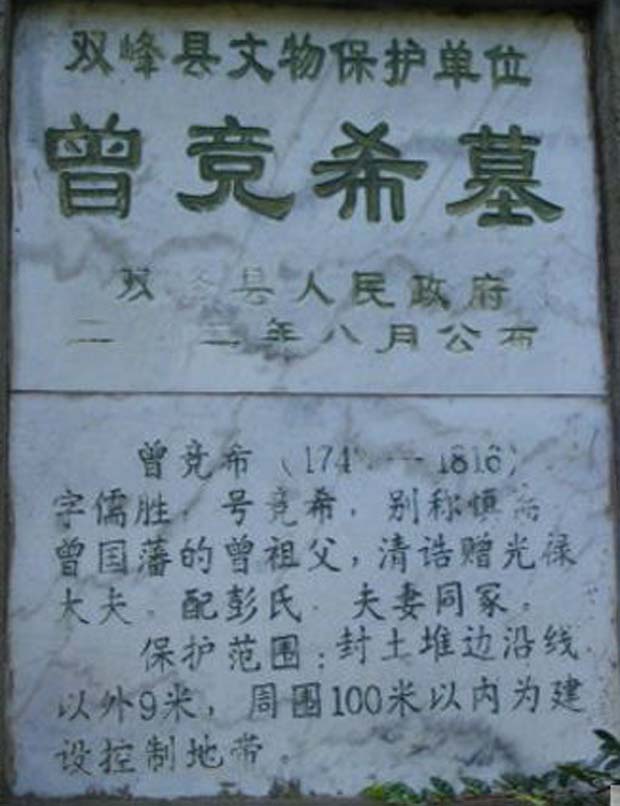 双峰县文物保护单位
曾竞希墓
双峰县人民政府
二 三年八月公布
曾竞希（174 — 1816）
字儒胜，号竞希，别称慎斋
曾国藩的曾祖父，清诰赠光禄
大夫。配彭氏。夫妻同冢。
保护范围：封土堆边沿线
以外9米，周围100米以内为建
设控制地带。